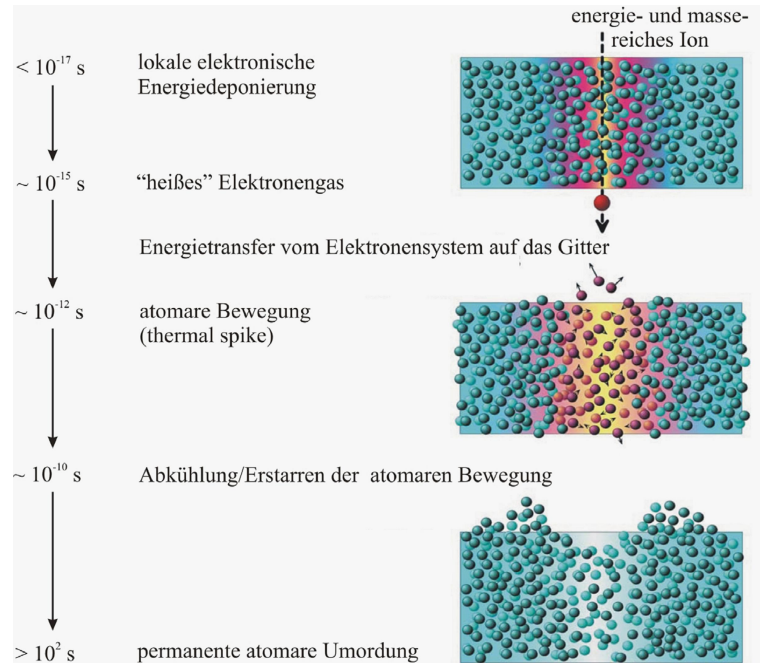 energie- und masse-
reiches Ion
< 10⁻¹⁷ s
lokale elektronische
Energiedeponierung
~ 10⁻¹⁵ s
“heißes” Elektronengas
Energietransfer vom Elektronensystem auf das Gitter
~ 10⁻¹² s
atomare Bewegung
(thermal spike)
~ 10⁻¹⁰ s
Abkühlung/Erstarren der atomaren Bewegung
> 10² s
permanente atomare Umordung